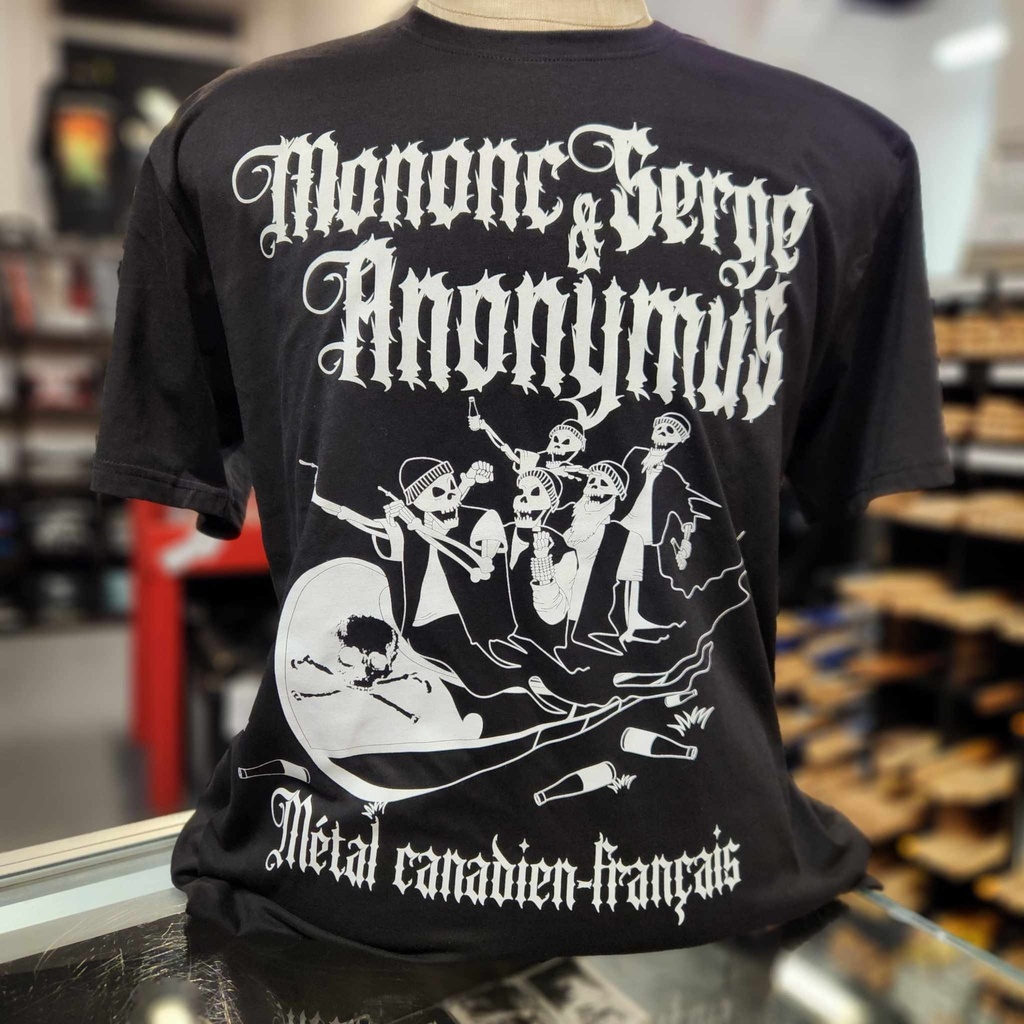 Mononc Serge
&
Anonymus
Métal canadien-français